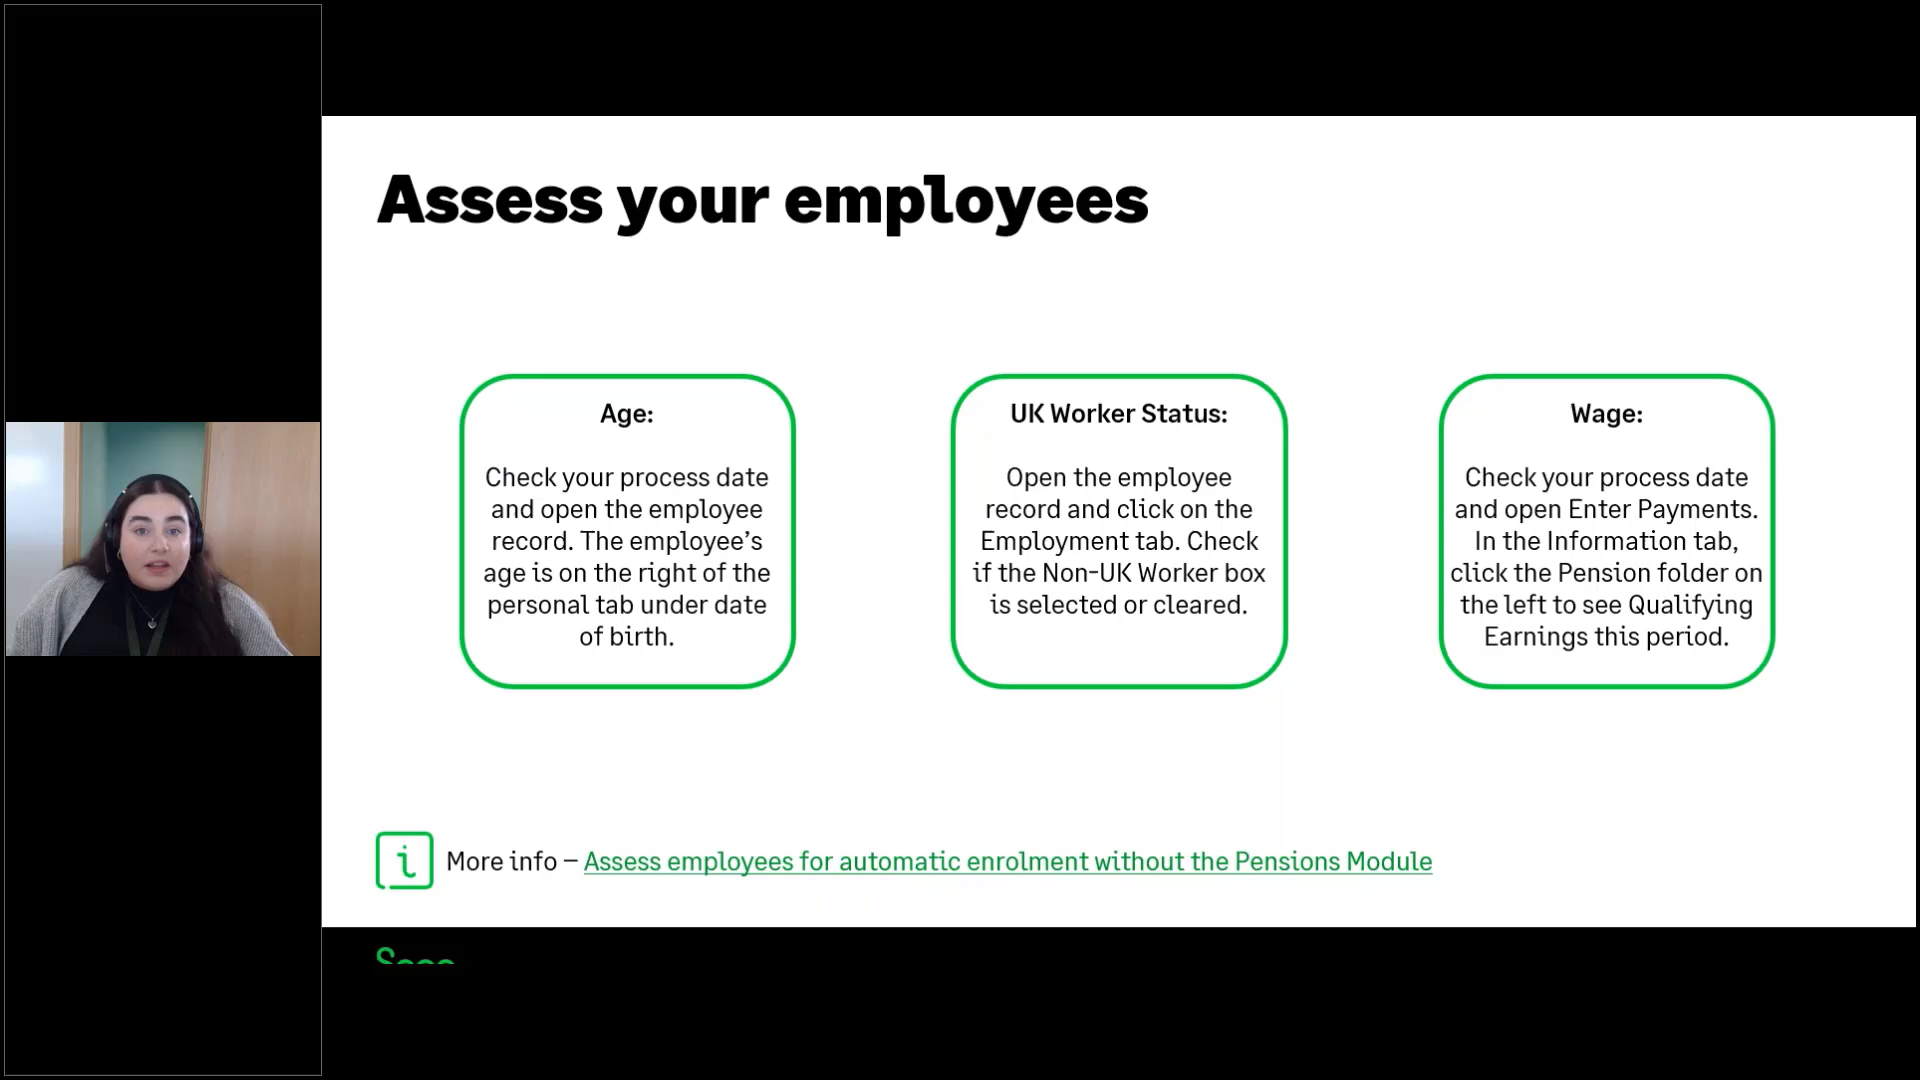 Assess your employees
Age:
Check your process date
and open the employee
record. The employee’s
age is on the right of the
personal tab under date
of birth.
UK Worker Status:
Open the employee
record and click on the
Employment tab. Check
if the Non-UK Worker box
is selected or cleared.
Wage:
Check your process date
and open Enter Payments.
In the Information tab,
click the Pension folder on
the left to see Qualifying
Earnings this period.
i
More info – Assess employees for automatic enrolment without the Pensions Module